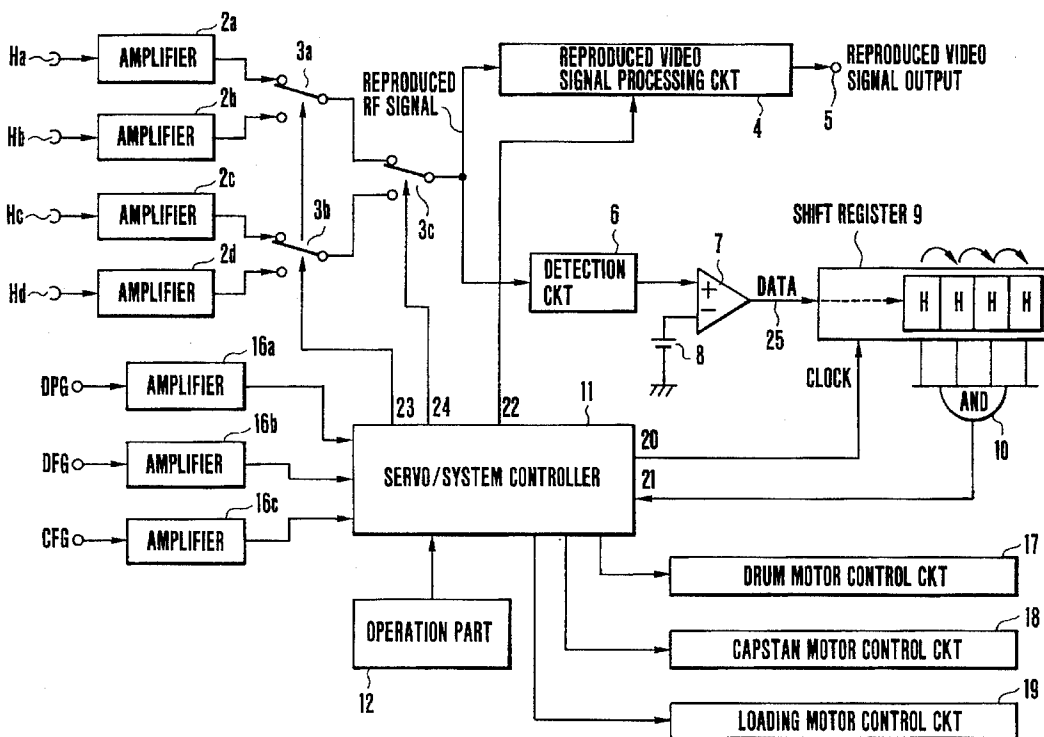 Ha
AMPLIFIER
2a
3a
Hb
AMPLIFIER
2b
Hc
AMPLIFIER
2c
3b
Hd
AMPLIFIER
2d
3c
REPRODUCED
RF SIGNAL
REPRODUCED VIDEO
SIGNAL PROCESSING CKT
4
5
REPRODUCED VIDEO
SIGNAL OUTPUT
6
DETECTION
CKT
7
+
−
8
DATA
25
SHIFT REGISTER 9
H H H H
CLOCK
AND
10
DPG
AMPLIFIER
16a
DFG
AMPLIFIER
16b
CFG
AMPLIFIER
16c
23
24
22
11
20
21
SERVO/SYSTEM CONTROLLER
OPERATION PART
12
17
DRUM MOTOR CONTROL CKT
18
CAPSTAN MOTOR CONTROL CKT
19
LOADING MOTOR CONTROL CKT